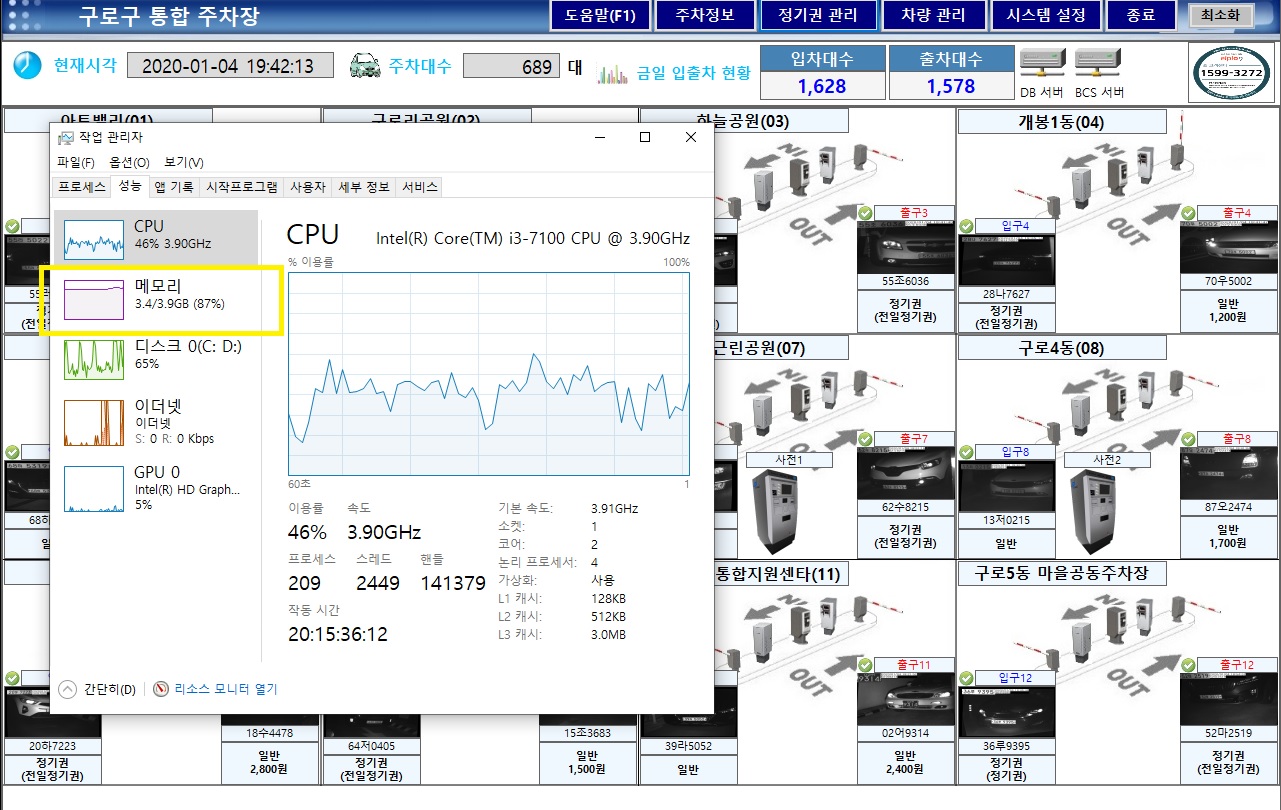 구로구 통합 주차장
도움말(F1)
주차정보
정기권 관리
차량 관리
시스템 설정
종료
최소화
현재시각
2020-01-04 19:42:13
주차대수
689 대
금일 입출차 현황
입차대수
1,628
출차대수
1,578
DB 서버
BCS 서버
1599-3272
아트밸리(01)
구로리공원(02)
하늘공원(03)
개봉1동(04)
작업 관리자
파일(F) 옵션(O) 보기(V)
프로세스 성능 앱 기록 시작프로그램 사용자 세부 정보 서비스
CPU
46% 3.90GHz
메모리
3.4/3.9GB (87%)
디스크 0(C: D:)
65%
이더넷
이더넷
S: 0 R: 0 Kbps
GPU 0
Intel(R) HD Graph...
5%
CPU
Intel(R) Core(TM) i3-7100 CPU @ 3.90GHz
% 이용률
100%
60초
1
이용률 속도
46% 3.90GHz
프로세스 스레드 핸들
209 2449 141379
작동 시간
20:15:36:12
기본 속도: 3.91GHz
소켓: 1
코어: 2
논리 프로세서: 4
가상화: 사용
L1 캐시: 128KB
L2 캐시: 512KB
L3 캐시: 3.0MB
간단히(D)
리소스 모니터 열기
IN
OUT
출구3
55조6036
정기권
(전일정기권)
IN
OUT
입구4
28나7627
정기권
(전일정기권)
출구4
70우5002
일반
1,200원
근린공원(07)
IN
OUT
사전1
출구7
62수8215
정기권
(전일정기권)
구로4동(08)
IN
OUT
입구8
13저0215
일반
사전2
출구8
87오2474
일반
1,700원
통합지원센타(11)
IN
OUT
출구11
02어9314
일반
2,400원
구로5동 마을공동주차장
IN
OUT
입구12
36루9395
정기권
(전일정기권)
출구12
52마2519
정기권
(전일정기권)
20하7223
정기권
(전일정기권)
18수4478
일반
2,800원
64저0405
정기권
(전일정기권)
15조3683
일반
1,500원
39라5052
일반